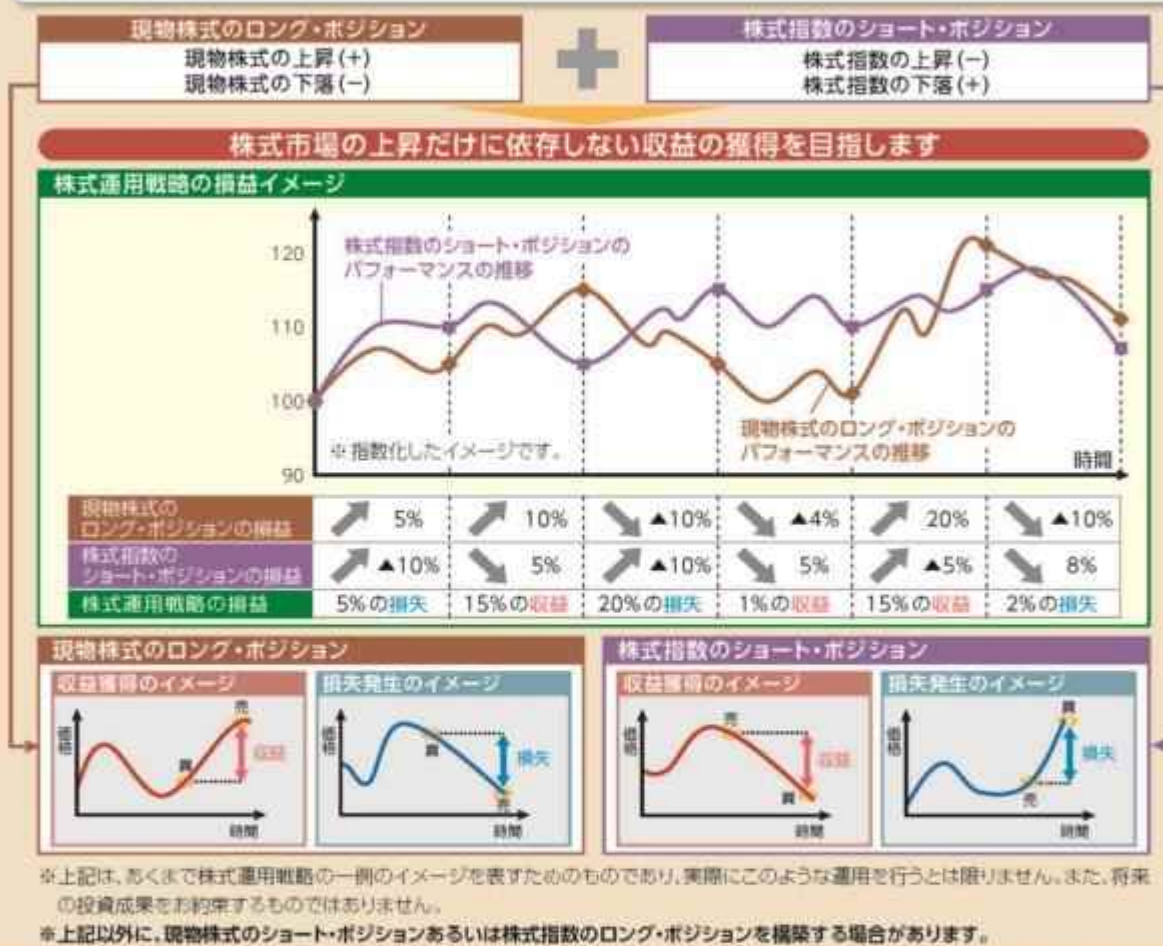 現物株式のロング・ポジション
現物株式の上昇(+)
現物株式の下落(−)
株式指数のショート・ポジション
株式指数の上昇(−)
株式指数の下落(+)
株式市場の上昇だけに依存しない収益の獲得を目指します
株式運用戦略の損益イメージ
120
110
100
90
株式指数のショート・ポジションの
パフォーマンスの推移
現物株式のロング・ポジションの
パフォーマンスの推移
※指数化したイメージです。
時間
現物株式の
ロング・ポジションの損益
5% 10% ▲10% ▲4% 20% ▲10%
株式指数の
ショート・ポジションの損益
▲10% 5% ▲10% 5% ▲5% 8%
株式運用戦略の損益
5%の損失 15%の収益 20%の損失 1%の収益 15%の収益 2%の損失
現物株式のロング・ポジション
収益獲得のイメージ
価格
買
売
収益
時間
損失発生のイメージ
価格
買
売
損失
時間
株式指数のショート・ポジション
収益獲得のイメージ
価格
売
買
収益
時間
損失発生のイメージ
価格
売
買
損失
時間
※上記は、あくまで株式運用戦略の一例のイメージを表すためのものであり、実際にこのような運用を行うとは限りません。また、将来
の投資成果をお約束するものではありません。
※上記以外に、現物株式のショート・ポジションあるいは株式指数のロング・ポジションを構築する場合があります。